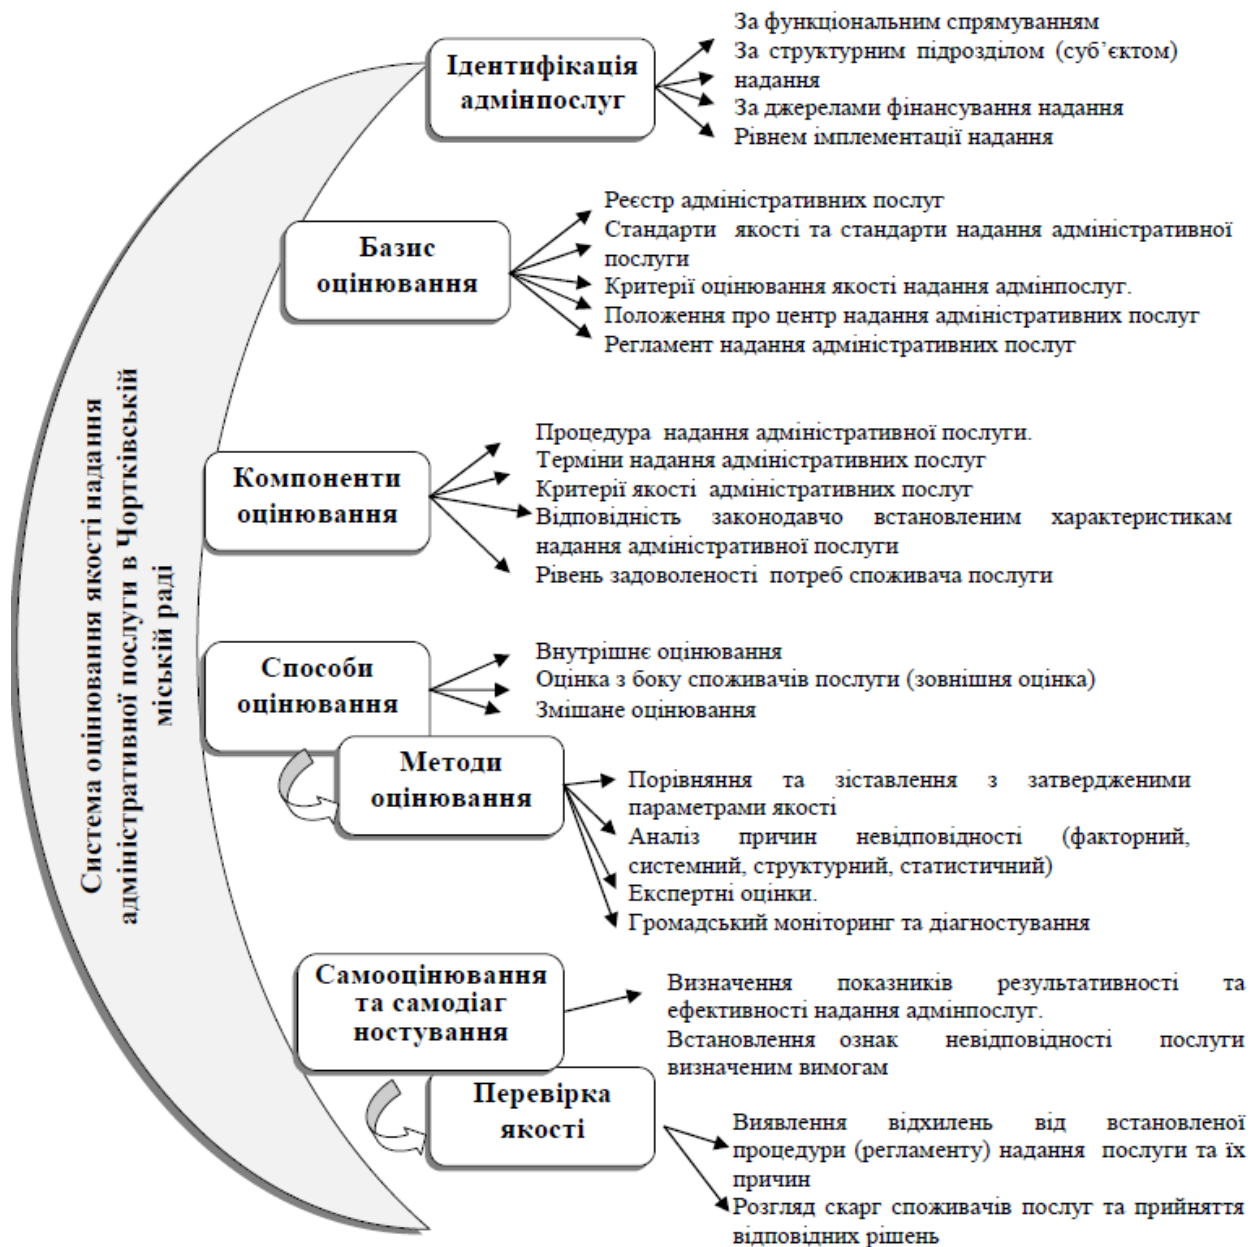 Система оцінювання якості надання
адміністративної послуги в Чортківській
міській раді
Ідентифікація
адмінпослуг
За функціональним спрямуванням
За структурним підрозділом (суб’єктом)
надання
За джерелами фінансування надання
Рівнем імплементації надання
Базис
оцінювання
Реєстр адміністративних послуг
Стандарти якості та стандарти надання адміністративної
послуги
Критерії оцінювання якості надання адмінпослуг.
Положення про центр надання адміністративних послуг
Регламент надання адміністративних послуг
Компоненти
оцінювання
Процедура надання адміністративної послуги.
Терміни надання адміністративних послуг
Критерії якості адміністративних послуг
Відповідність законодавчо встановленим характеристикам
надання адміністративної послуги
Рівень задоволеності потреб споживача послуги
Способи
оцінювання
Внутрішнє оцінювання
Оцінка з боку споживачів послуги (зовнішня оцінка)
Змішане оцінювання
Методи
оцінювання
Порівняння та зіставлення з затвердженими
параметрами якості
Аналіз причин невідповідності (факторний,
системний, структурний, статистичний)
Експертні оцінки.
Громадський моніторинг та діагностування
Самооцінювання
та самодіаг
ностування
Визначення показників результативності та
ефективності надання адмінпослуг.
Встановлення ознак невідповідності послуги
визначеним вимогам
Перевірка
якості
Виявлення відхилень від встановленої
процедури (регламенту) надання послуги та їх
причин
Розгляд скарг споживачів послуг та прийняття
відповідних рішень